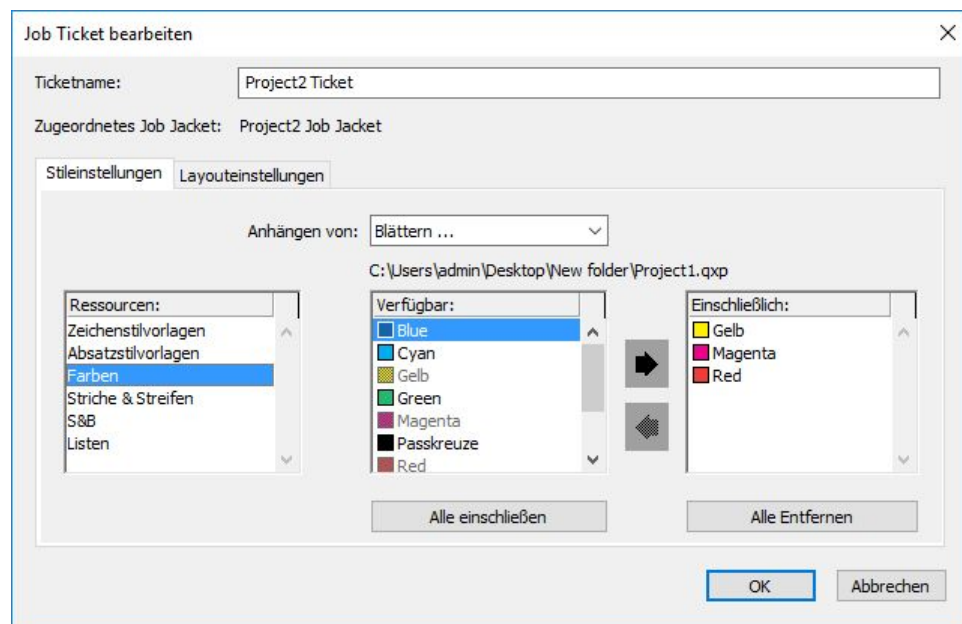 Job Ticket bearbeiten
Ticketname: Project2 Ticket
Zugeordnetes Job Jacket: Project2 Job Jacket
Stileinstellungen Layouteinstellungen
Anhängen von: Blättern ...
C:\Users\admin\Desktop\New folder\Project1.qxp
Ressourcen:
Zeichenstilvorlagen
Absatzstilvorlagen
Farben
Striche & Streifen
S&B
Listen
Verfügbar:
Blue
Cyan
Gelb
Green
Magenta
Passkreuze
Red
Alle einschließen
Einschließlich:
Gelb
Magenta
Red
Alle Entfernen
OK Abbrechen